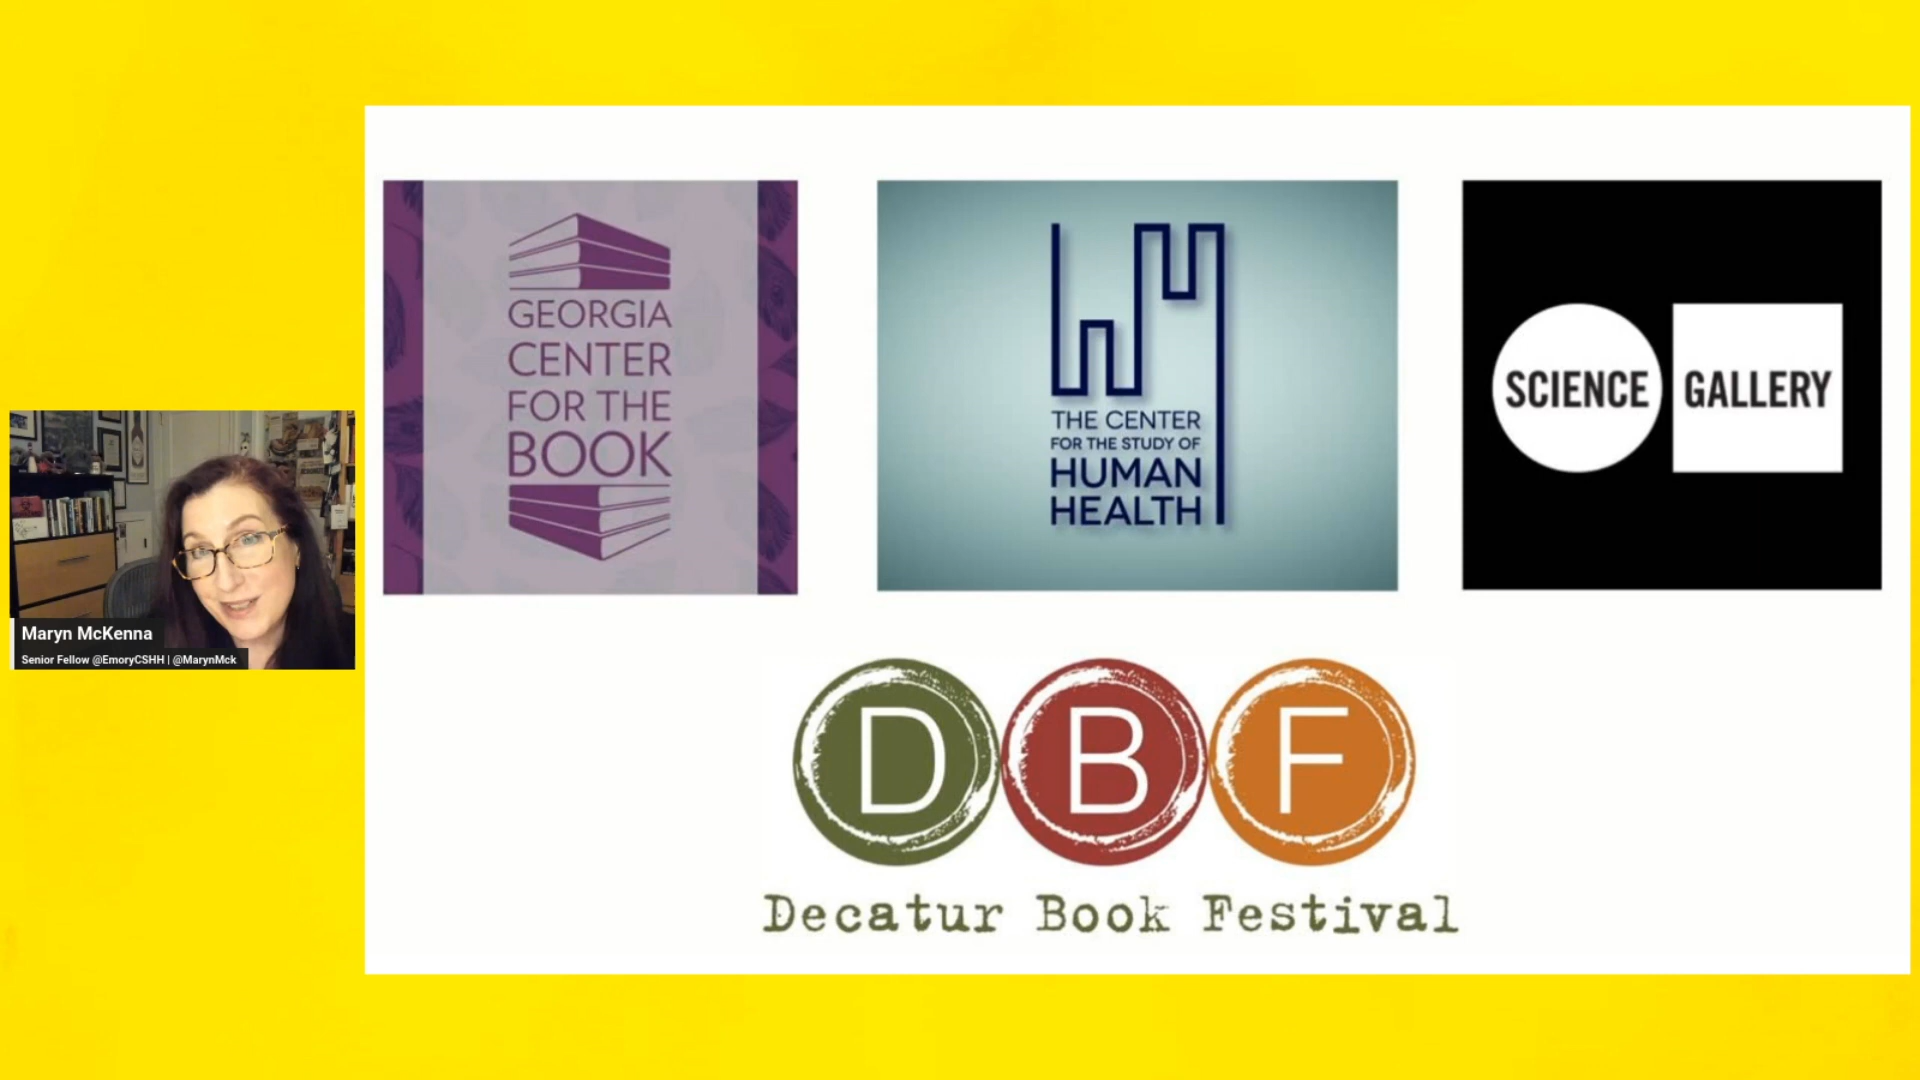 GEORGIA
CENTER
FOR THE
BOOK
THE CENTER
FOR THE STUDY OF
HUMAN
HEALTH
SCIENCE GALLERY
Maryn McKenna
Senior Fellow @EmoryCSHH | @MarynMck
D B F
Decatur Book Festival